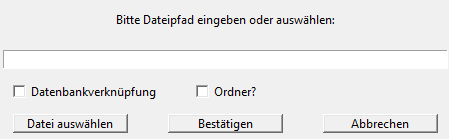 Bitte Dateipfad eingeben oder auswählen:
Datenbankverknüpfung Ordner?
Datei auswählen Bestätigen Abbrechen